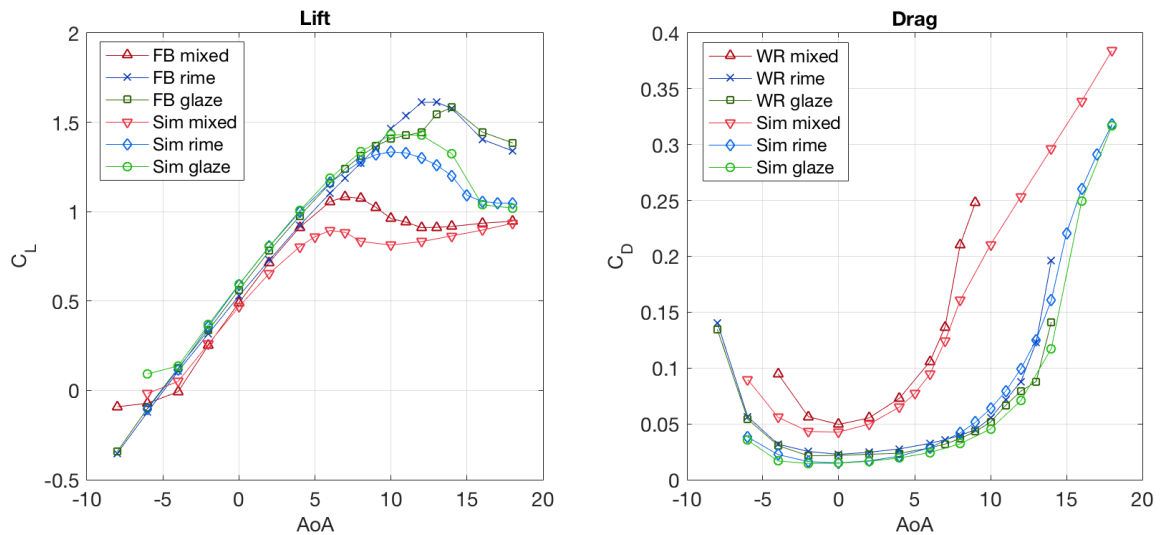 Lift
2
1.5
1
0.5
0
-0.5
C_L
FB mixed
FB rime
FB glaze
Sim mixed
Sim rime
Sim glaze
-10 -5 0 5 10 15 20
AoA
Drag
0.4
0.35
0.3
0.25
0.2
0.15
0.1
0.05
0
C_D
WR mixed
WR rime
WR glaze
Sim mixed
Sim rime
Sim glaze
-10 -5 0 5 10 15 20
AoA